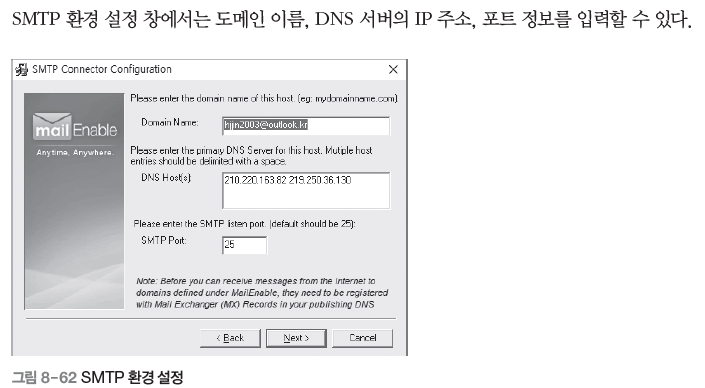 SMTP 환경 설정 창에서는 도메인 이름, DNS 서버의 IP 주소, 포트 정보를 입력할 수 있다.
SMTP Connector Configuration
Please enter the domain name of this host. (eg: mydomainname.com)
mail Enable
Anytime, Anywhere.
Domain Name:
hjin2003@outlook.kr
Please enter the primary DNS Server for this host. Mutiple host
entries should be delimited with a space.
DNS Host(s):
210.220.163.82 219.250.36.130
Please enter the SMTP listen port. (default should be 25):
SMTP Port:
25
Note: Before you can receive messages from the Internet to
domains defined under MailEnable, they need to be registered
with Mail Exchanger (MX) Records in your publishing DNS
< Back
Next >
Cancel
그림 8-62 SMTP 환경 설정